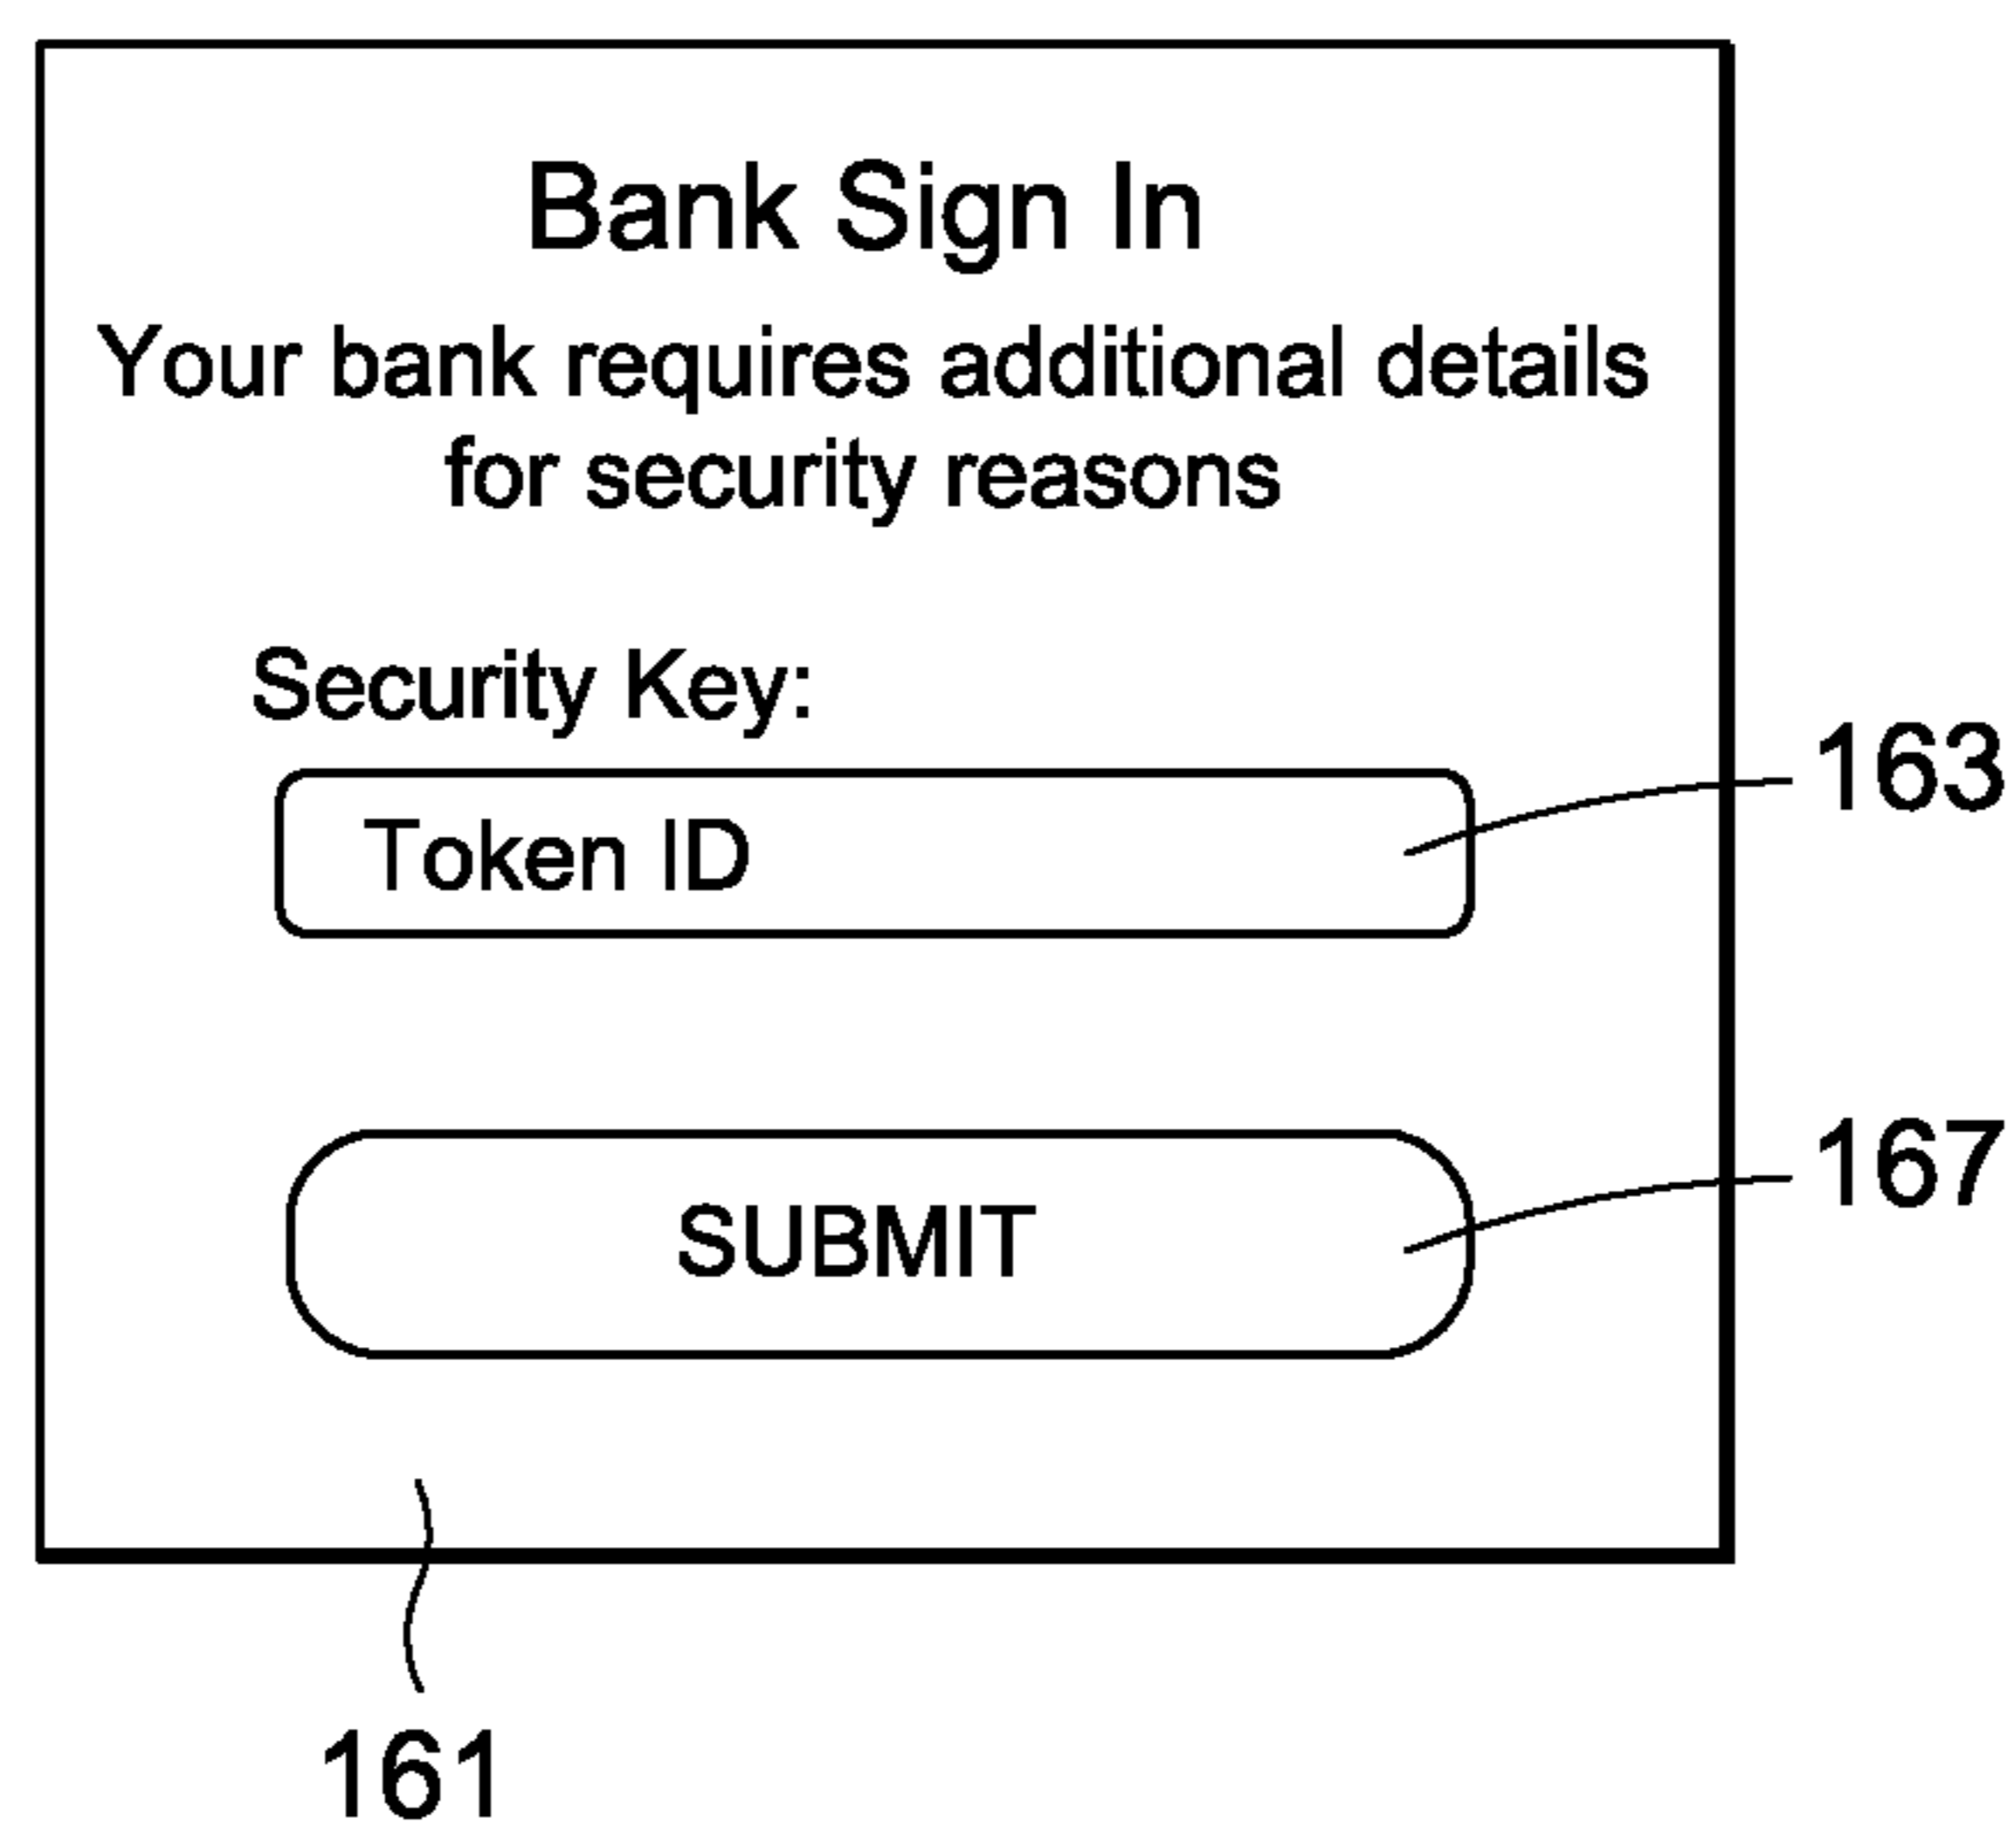 Bank Sign In
Your bank requires additional details
for security reasons
Security Key:
163
Token ID
167
SUBMIT
161